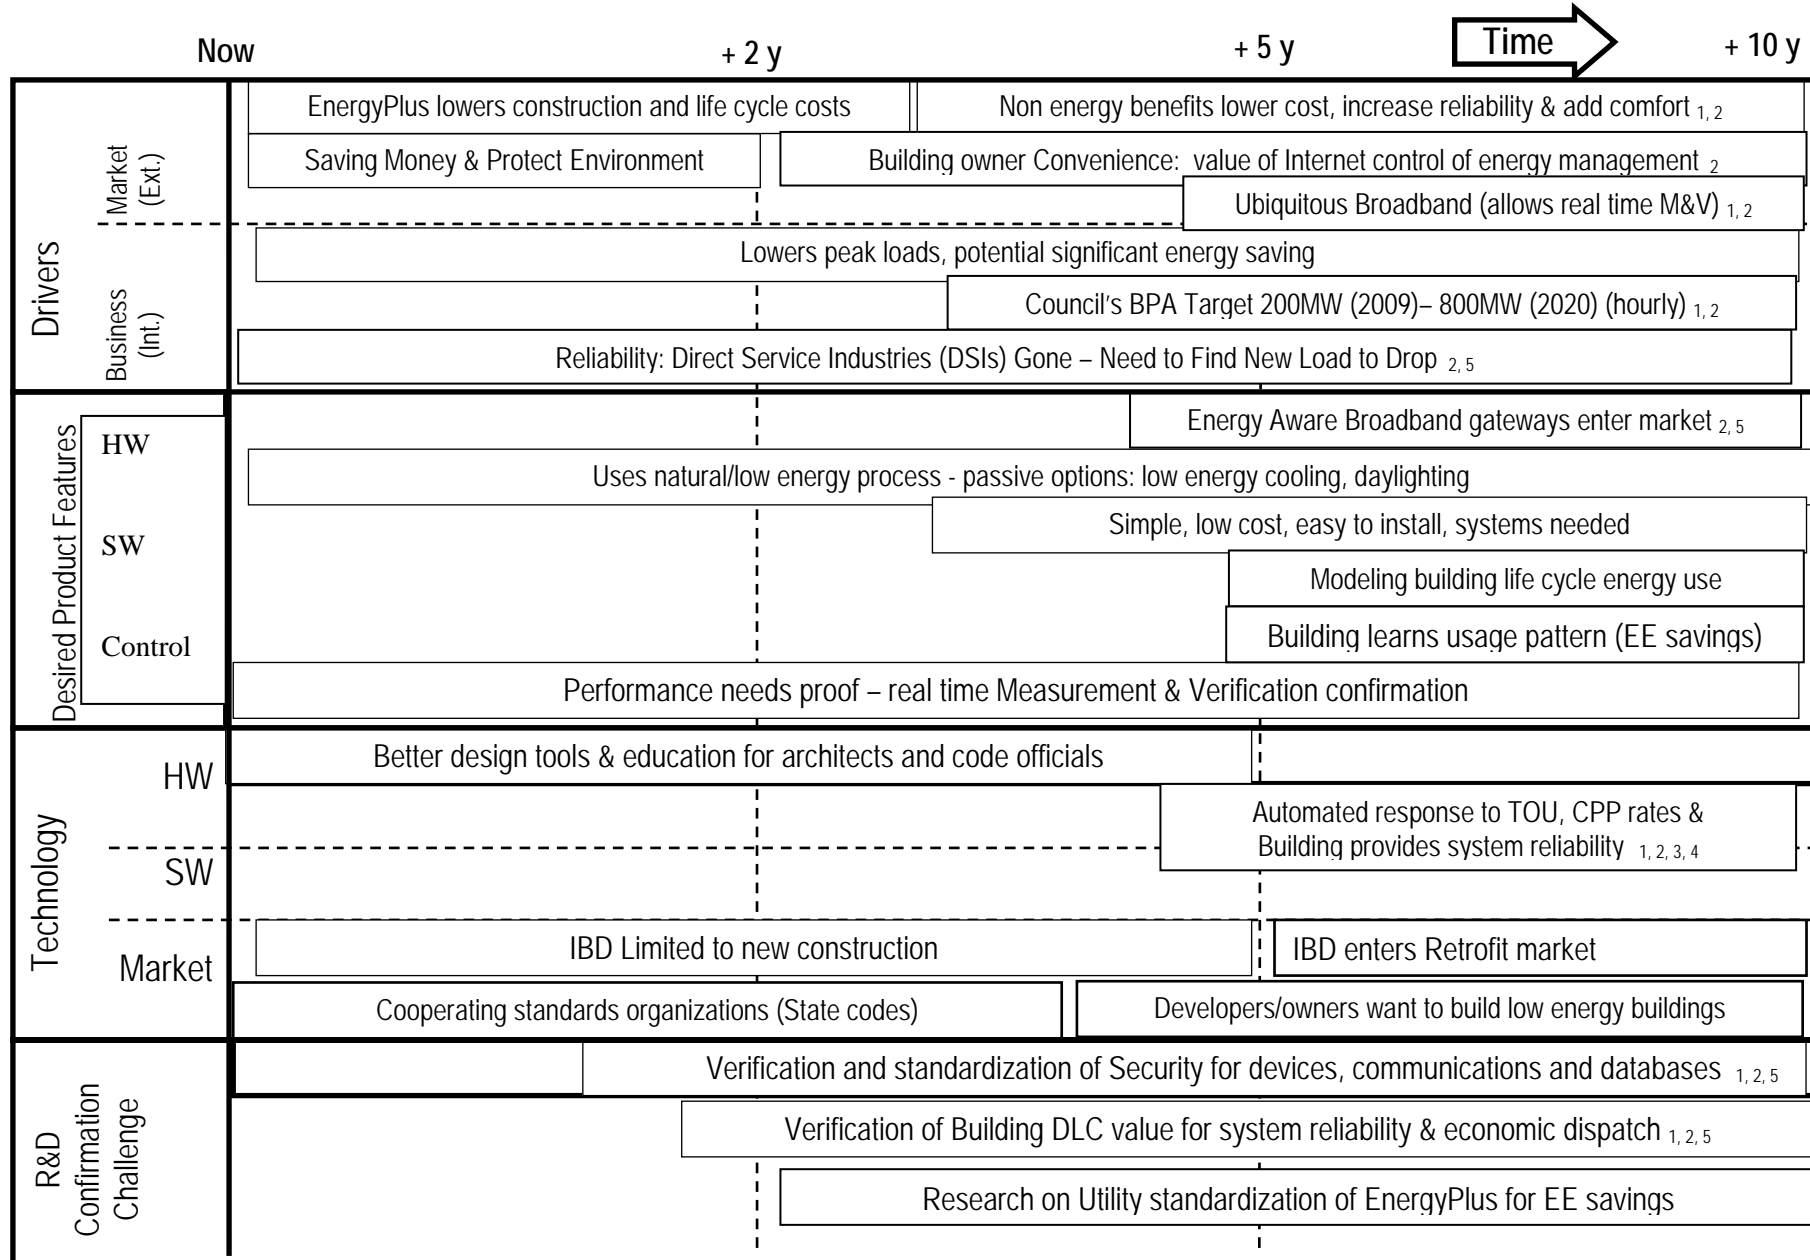 Now
+ 2 y
+ 5 y
Time
+ 10 y
Drivers
Market
(Ext.)
EnergyPlus lowers construction and life cycle costs
Non energy benefits lower cost, increase reliability & add comfort 1, 2
Saving Money & Protect Environment
Building owner Convenience: value of Internet control of energy management 2
Ubiquitous Broadband (allows real time M&V) 1, 2
Business
(Int.)
Lowers peak loads, potential significant energy saving
Council's BPA Target 200MW (2009)– 800MW (2020) (hourly) 1, 2
Reliability: Direct Service Industries (DSIs) Gone – Need to Find New Load to Drop 2, 5
Desired Product Features
HW
SW
Control
Energy Aware Broadband gateways enter market 2, 5
Uses natural/low energy process - passive options: low energy cooling, daylighting
Simple, low cost, easy to install, systems needed
Modeling building life cycle energy use
Building learns usage pattern (EE savings)
Performance needs proof – real time Measurement & Verification confirmation
Technology
HW
Better design tools & education for architects and code officials
Automated response to TOU, CPP rates &
Building provides system reliability 1, 2, 3, 4
SW
Market
IBD Limited to new construction
IBD enters Retrofit market
Cooperating standards organizations (State codes)
Developers/owners want to build low energy buildings
R&D
Confirmation
Challenge
Verification and standardization of Security for devices, communications and databases 1, 2, 5
Verification of Building DLC value for system reliability & economic dispatch 1, 2, 5
Research on Utility standardization of EnergyPlus for EE savings